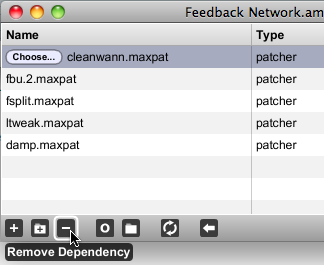 Feedback Network.am
Name Type
Choose... cleanwann.maxpat patcher
fbu.2.maxpat patcher
fsplit.maxpat patcher
ltweak.maxpat patcher
damp.maxpat patcher
Remove Dependency